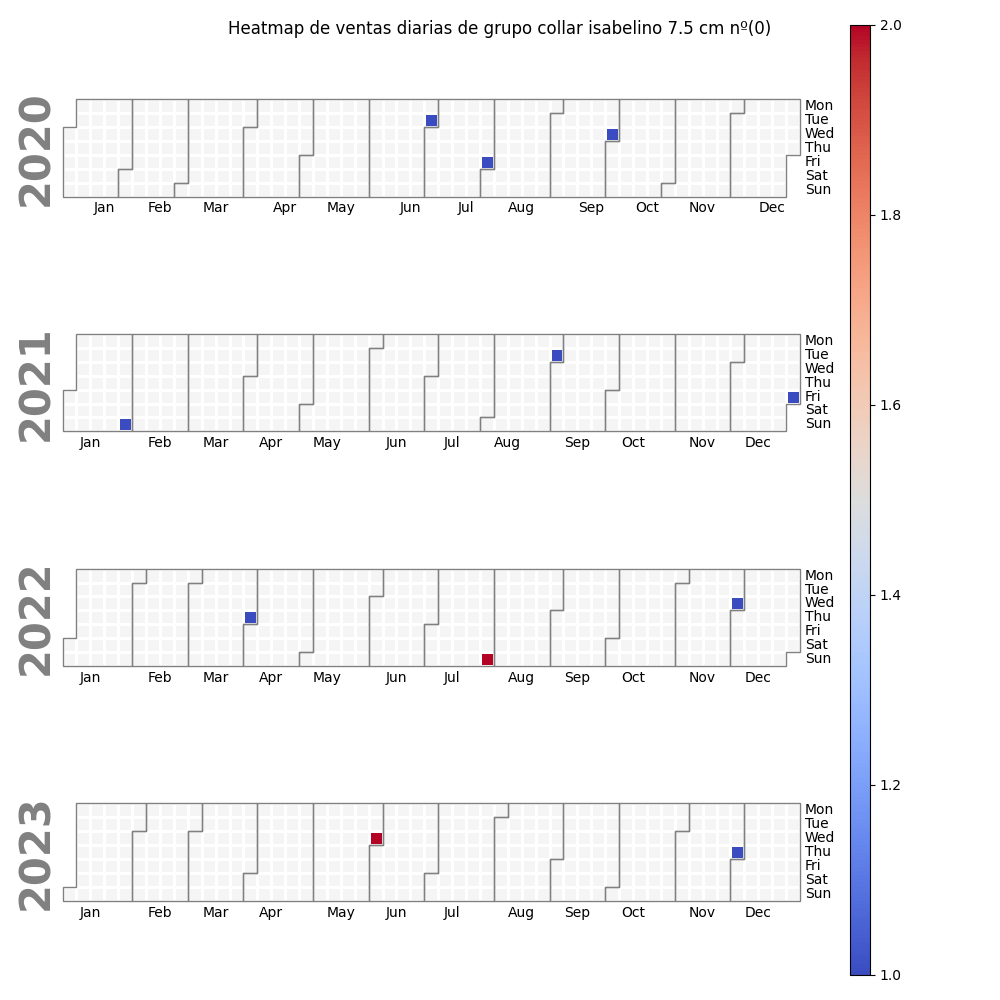 Heatmap de ventas diarias de grupo collar isabelino 7.5 cm nº(0)
2020
Mon
Tue
Wed
Thu
Fri
Sat
Sun
Jan Feb Mar Apr May Jun Jul Aug Sep Oct Nov Dec
2021
Mon
Tue
Wed
Thu
Fri
Sat
Sun
Jan Feb Mar Apr May Jun Jul Aug Sep Oct Nov Dec
2022
Mon
Tue
Wed
Thu
Fri
Sat
Sun
Jan Feb Mar Apr May Jun Jul Aug Sep Oct Nov Dec
2023
Mon
Tue
Wed
Thu
Fri
Sat
Sun
Jan Feb Mar Apr May Jun Jul Aug Sep Oct Nov Dec
2.0
1.8
1.6
1.4
1.2
1.0